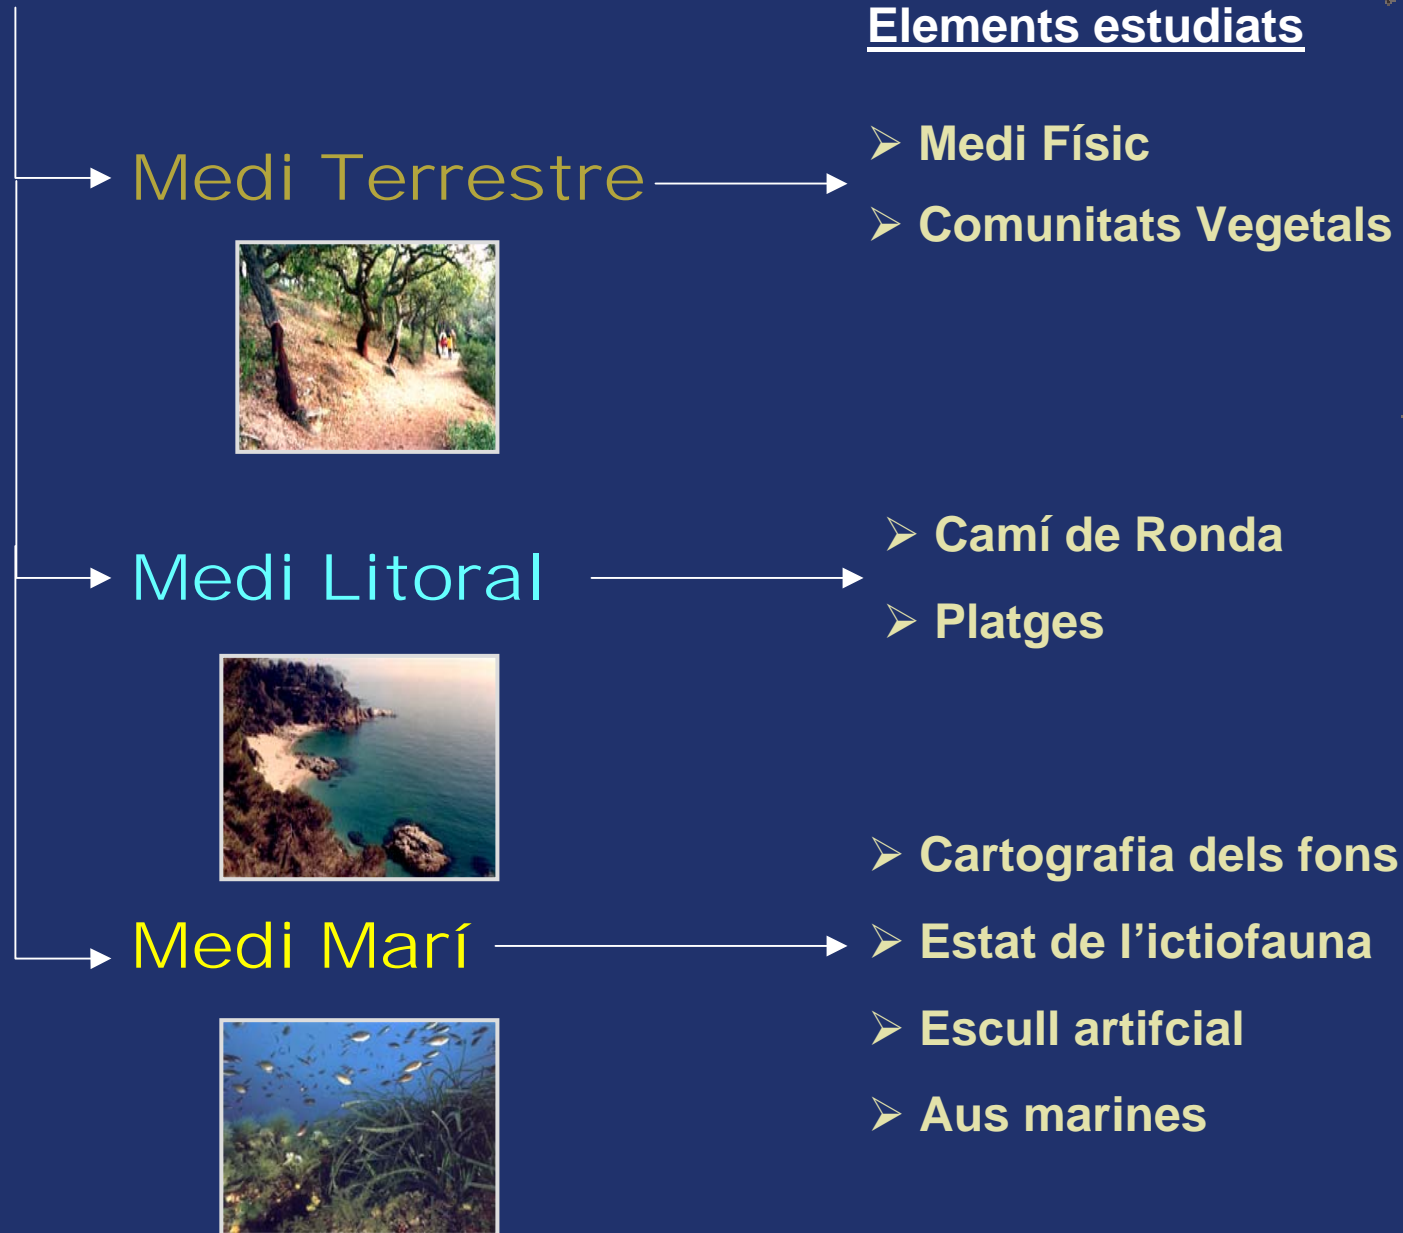 Elements estudiats
Medi Terrestre
➢ Medi Físic
➢ Comunitats Vegetals
Medi Litoral
➢ Camí de Ronda
➢ Platges
Medi Marí
➢ Cartografia dels fons
➢ Estat de l’ictiofauna
➢ Escull artifcial
➢ Aus marines